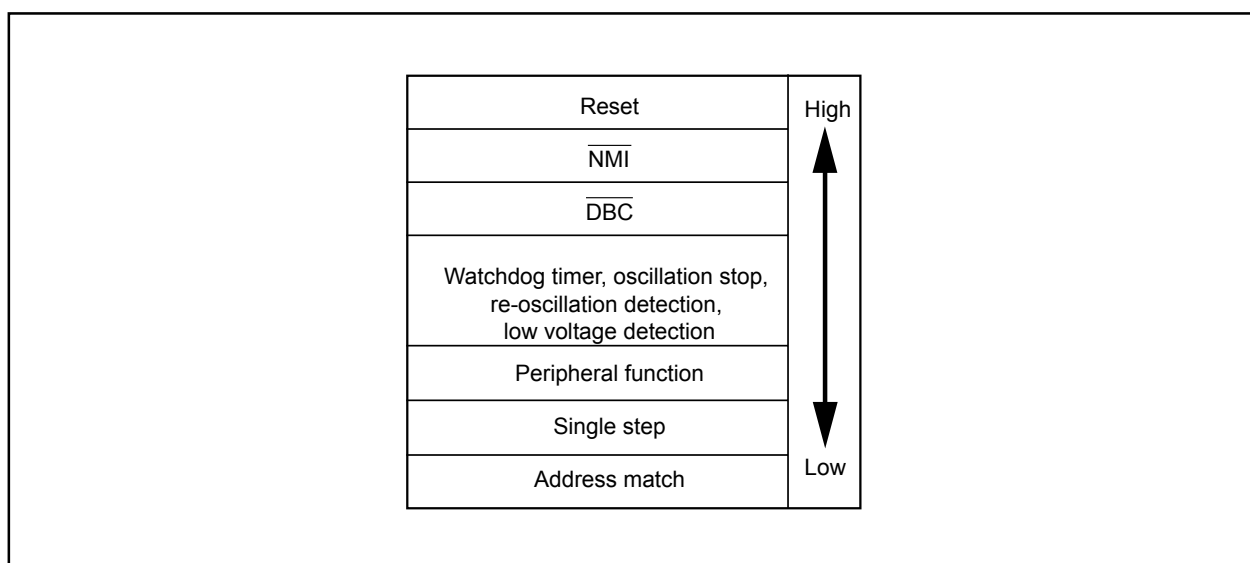 Reset
High
NMI
DBC
Watchdog timer, oscillation stop,
re-oscillation detection,
low voltage detection
Peripheral function
Single step
Low
Address match